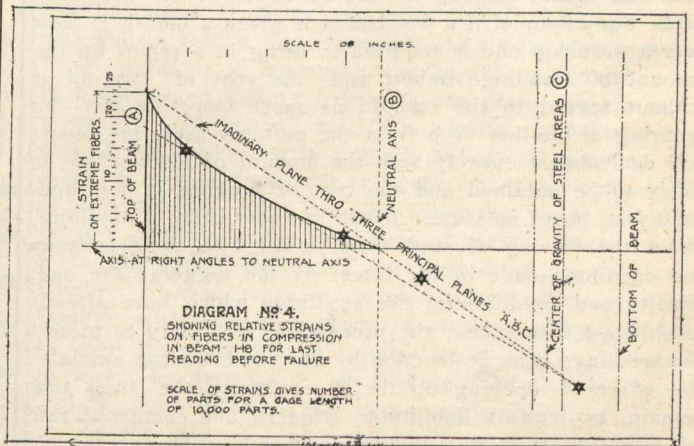 SCALE OF INCHES.
STRAIN
ON EXTREME FIBERS.
10
20
25
TOP OF BEAM
A
IMAGINARY PLANE THRO THREE PRINCIPAL PLANES "A.B.C."
NEUTRAL AXIS
B
CENTER OF GRAVITY OF STEEL AREAS
C
BOTTOM OF BEAM.
AXIS-AT RIGHT ANGLES TO NEUTRAL AXIS
DIAGRAM Nº 4.
SHOWING RELATIVE STRAINS
ON FIBERS IN COMPRESSION
IN BEAM HB FOR LAST
READING BEFORE FAILURE
SCALE OF STRAINS GIVES NUMBER
OF PARTS FOR A GAGE LENGTH
OF 10,000 PARTS.